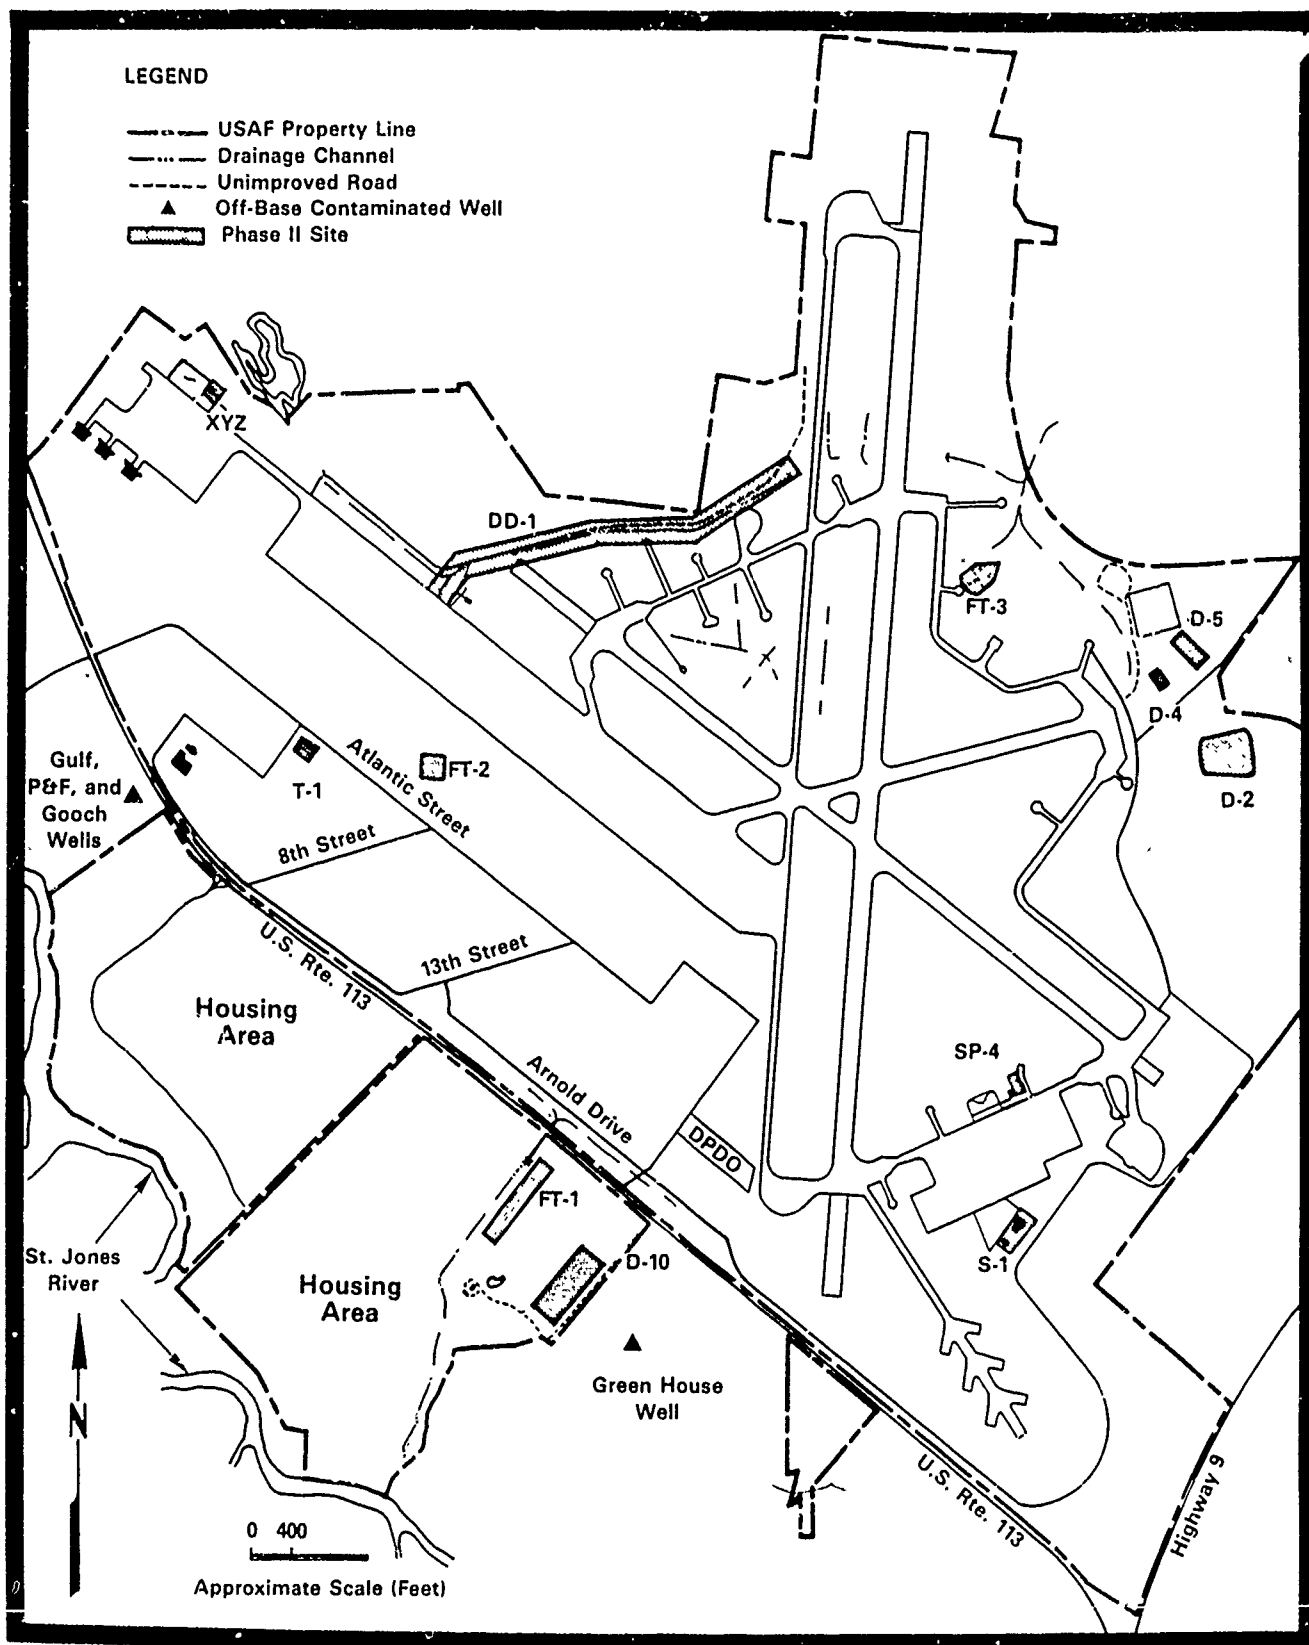 LEGEND
USAF Property Line
Drainage Channel
Unimproved Road
Off-Base Contaminated Well
Phase II Site
XYZ
DD-1
FT-3
D-5
D-4
D-2
Gulf,
P&F, and
Gooch
Wells
T-1
Atlantic Street
FT-2
8th Street
13th Street
U.S. Rte. 113
Housing
Area
SP-4
Arnold Drive
DPDO
FT-1
D-10
S-1
St. Jones
River
Housing
Area
Green House
Well
N
U.S. Rte. 113
Highway 9
0 400
Approximate Scale (Feet)